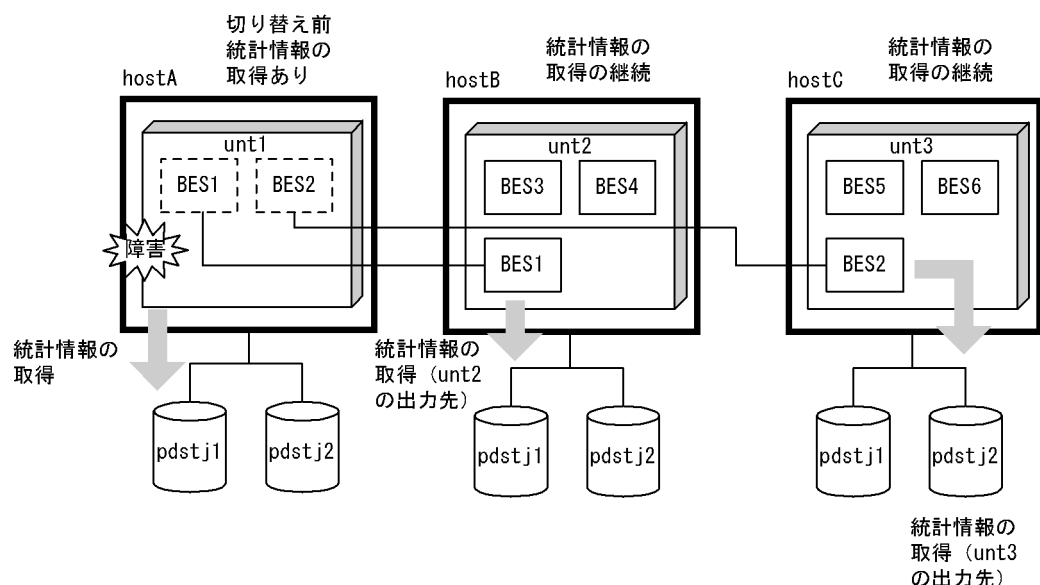 切り替え前
統計情報の
取得あり
hostA
統計情報の
取得の継続
hostB
統計情報の
取得の継続
hostC
unt1
BES1
BES2
障害
unt2
BES3
BES4
BES1
unt3
BES5
BES6
BES2
統計情報の
取得
pdstj1
pdstj2
統計情報の
取得（unt2
の出力先）
pdstj1
pdstj2
pdstj1
pdstj2
統計情報の
取得（unt3
の出力先）